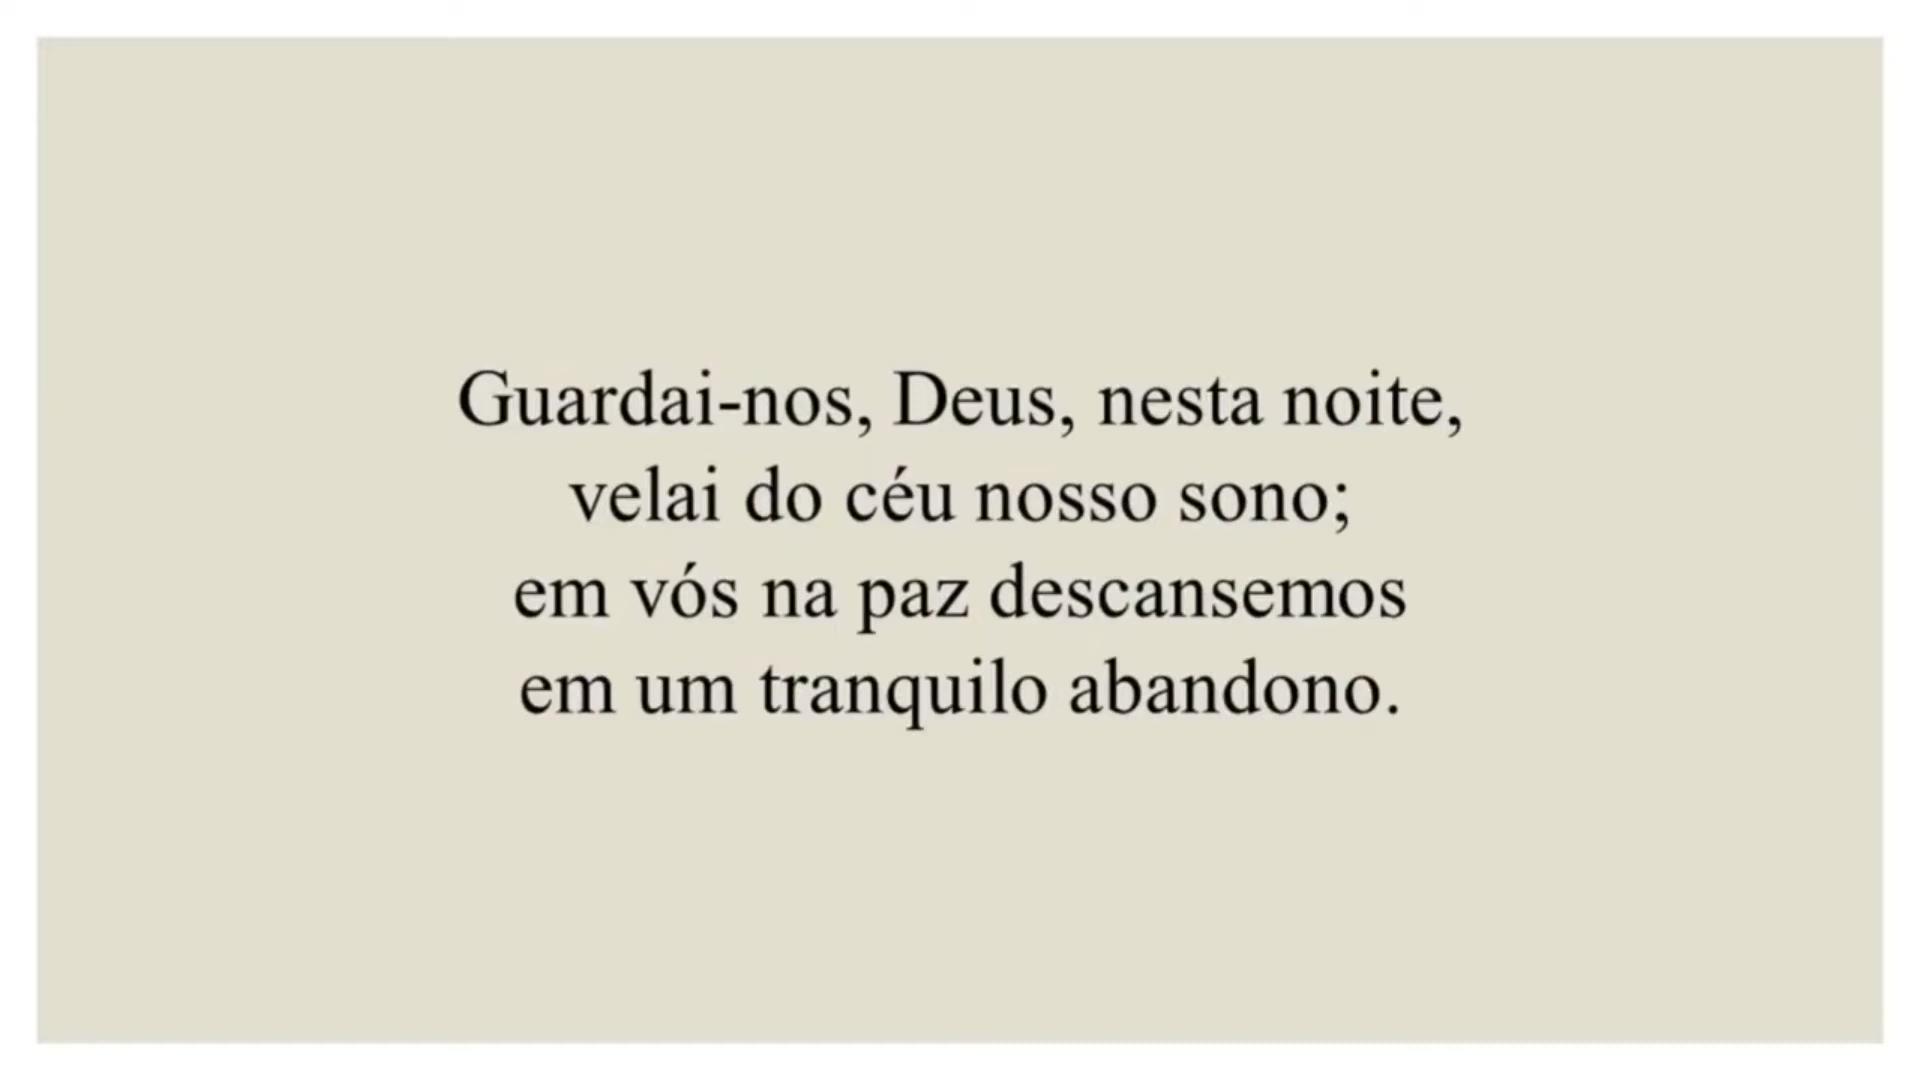 Guardai-nos, Deus, nesta noite,
velai do céu nosso sono;
em vós na paz descansemos
em um tranquilo abandono.